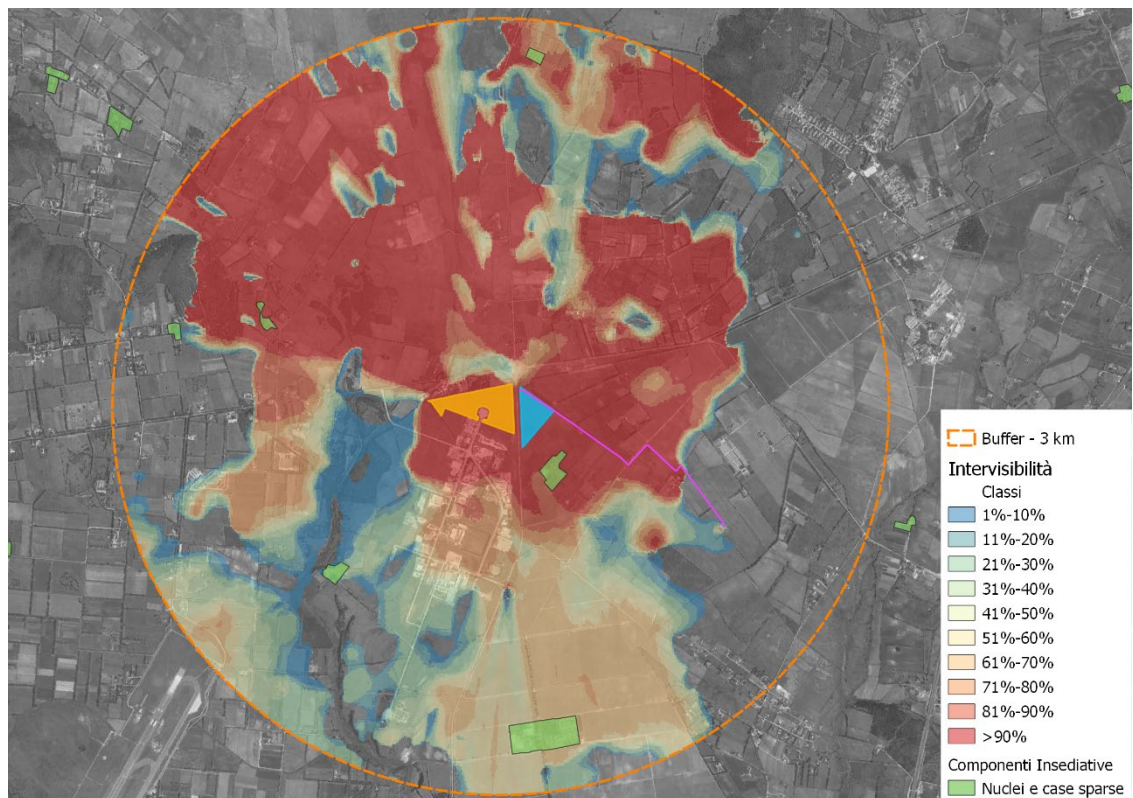 Buffer - 3 km
Intervisibilità
Classi
1%-10%
11%-20%
21%-30%
31%-40%
41%-50%
51%-60%
61%-70%
71%-80%
81%-90%
>90%
Componenti Insediative
Nuclei e case sparse